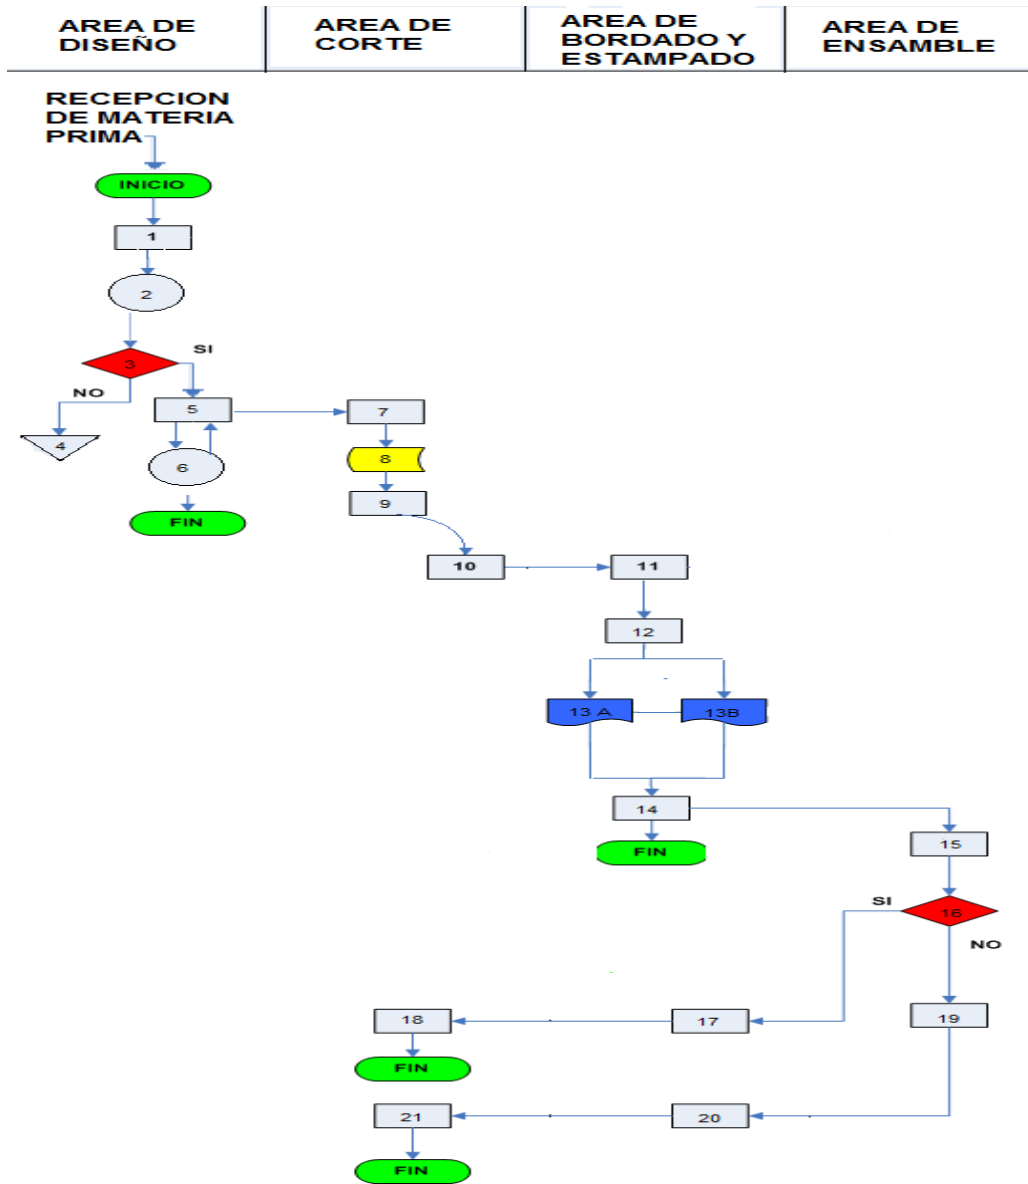 AREA DE
DISEÑO
AREA DE
CORTE
AREA DE
BORDADO Y
ESTAMPADO
AREA DE
ENSAMBLE
RECEPCION
DE MATERIA
PRIMA
INICIO
1
2
3
SI
NO
4
5
6
FIN
7
8
9
10
11
12
13 A
13B
14
FIN
15
16
SI
NO
17
18
FIN
19
20
21
FIN